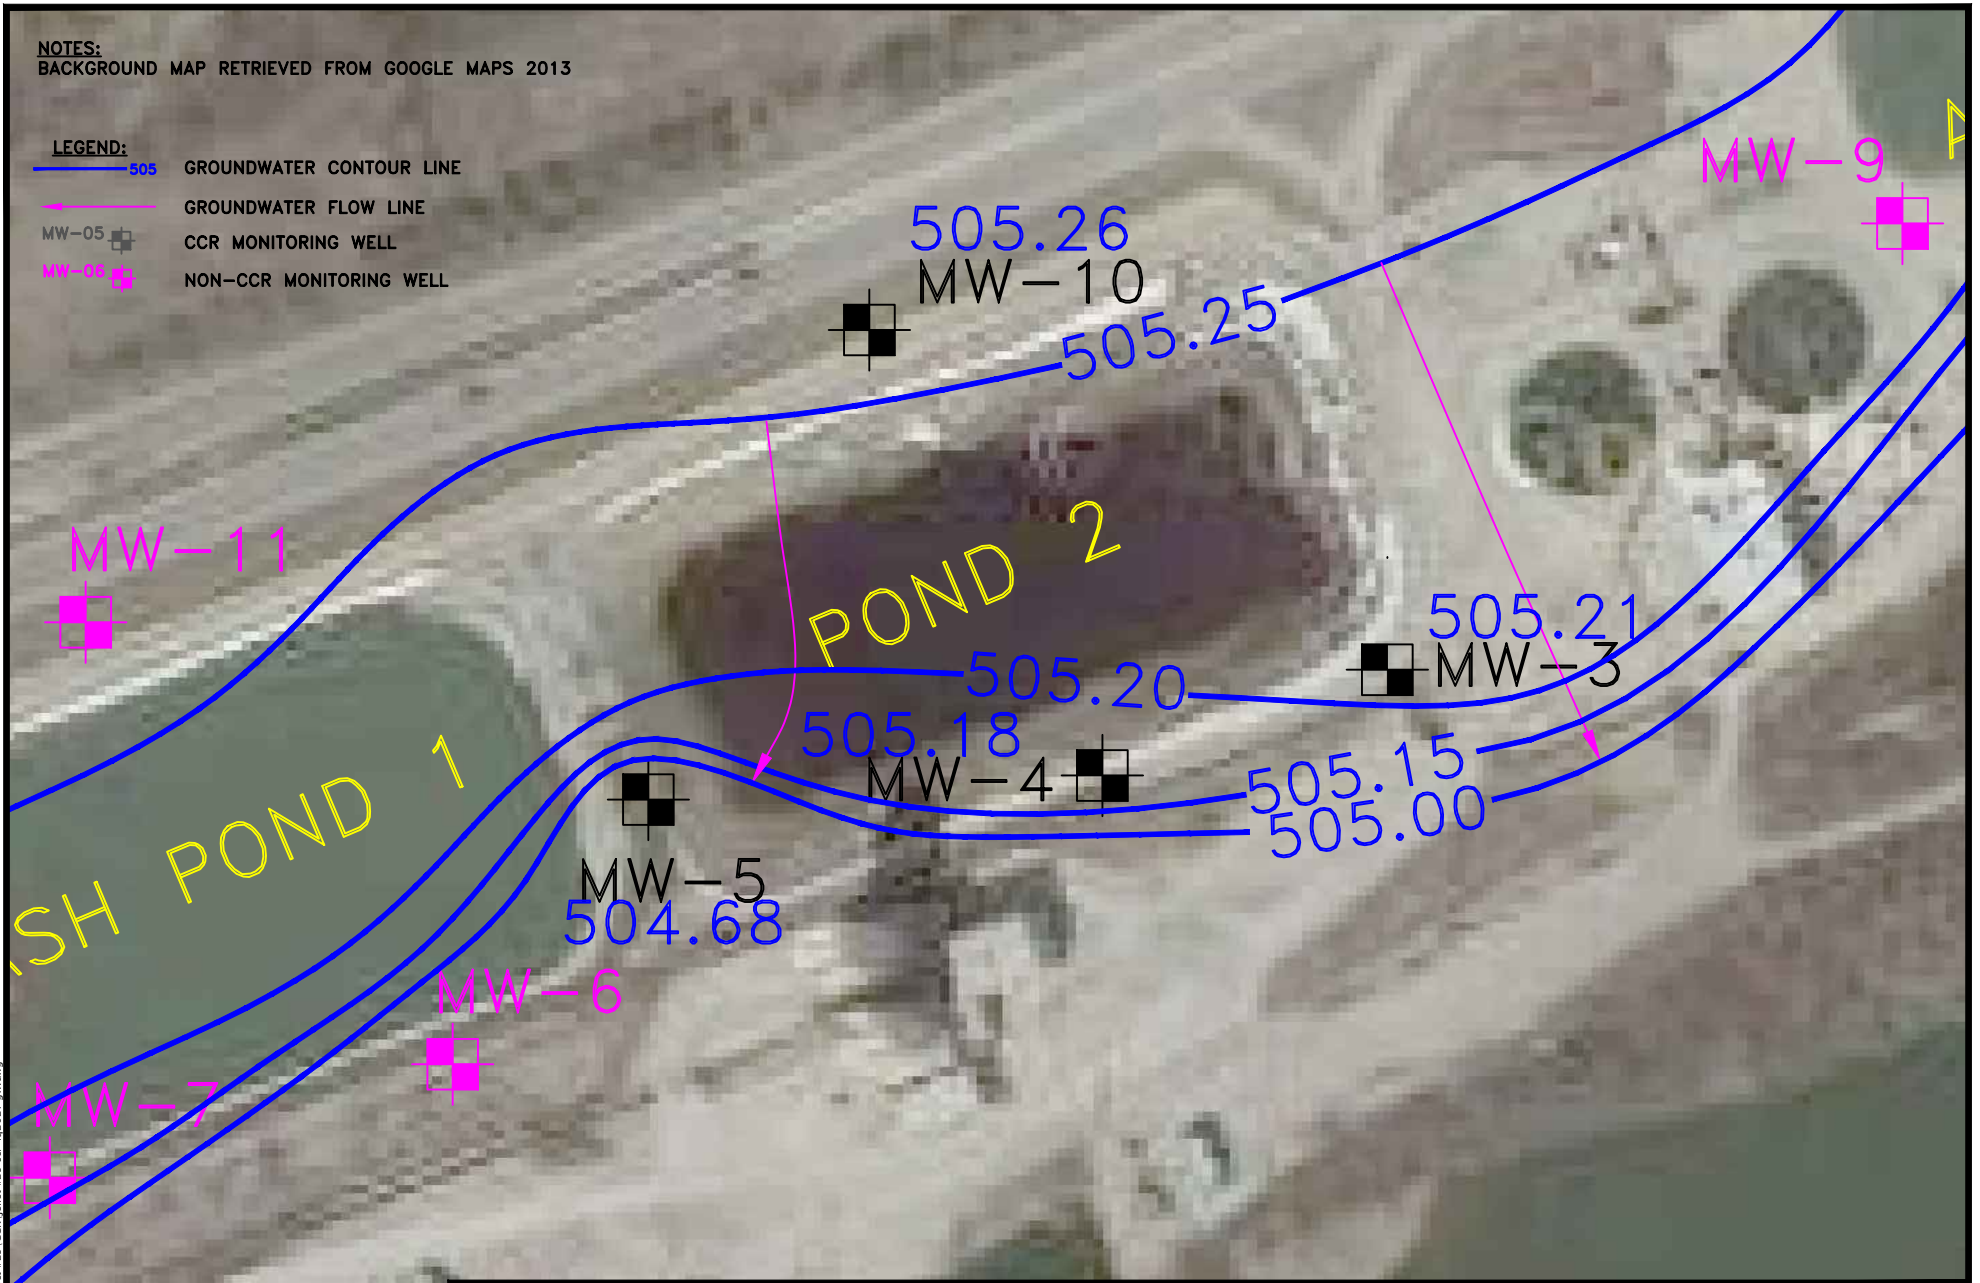 NOTES:
BACKGROUND MAP RETRIEVED FROM GOOGLE MAPS 2013
LEGEND:
505 GROUNDWATER CONTOUR LINE
GROUNDWATER FLOW LINE
MW-05 CCR MONITORING WELL
MW-06 NON-CCR MONITORING WELL
MW-9
505.26
MW-10
505.25
MW-11
POND 2
505.21
MW-3
505.20
505.18
MW-4
505.15
505.00
SH POND 1
MW-5
504.68
MW-6
MW-7